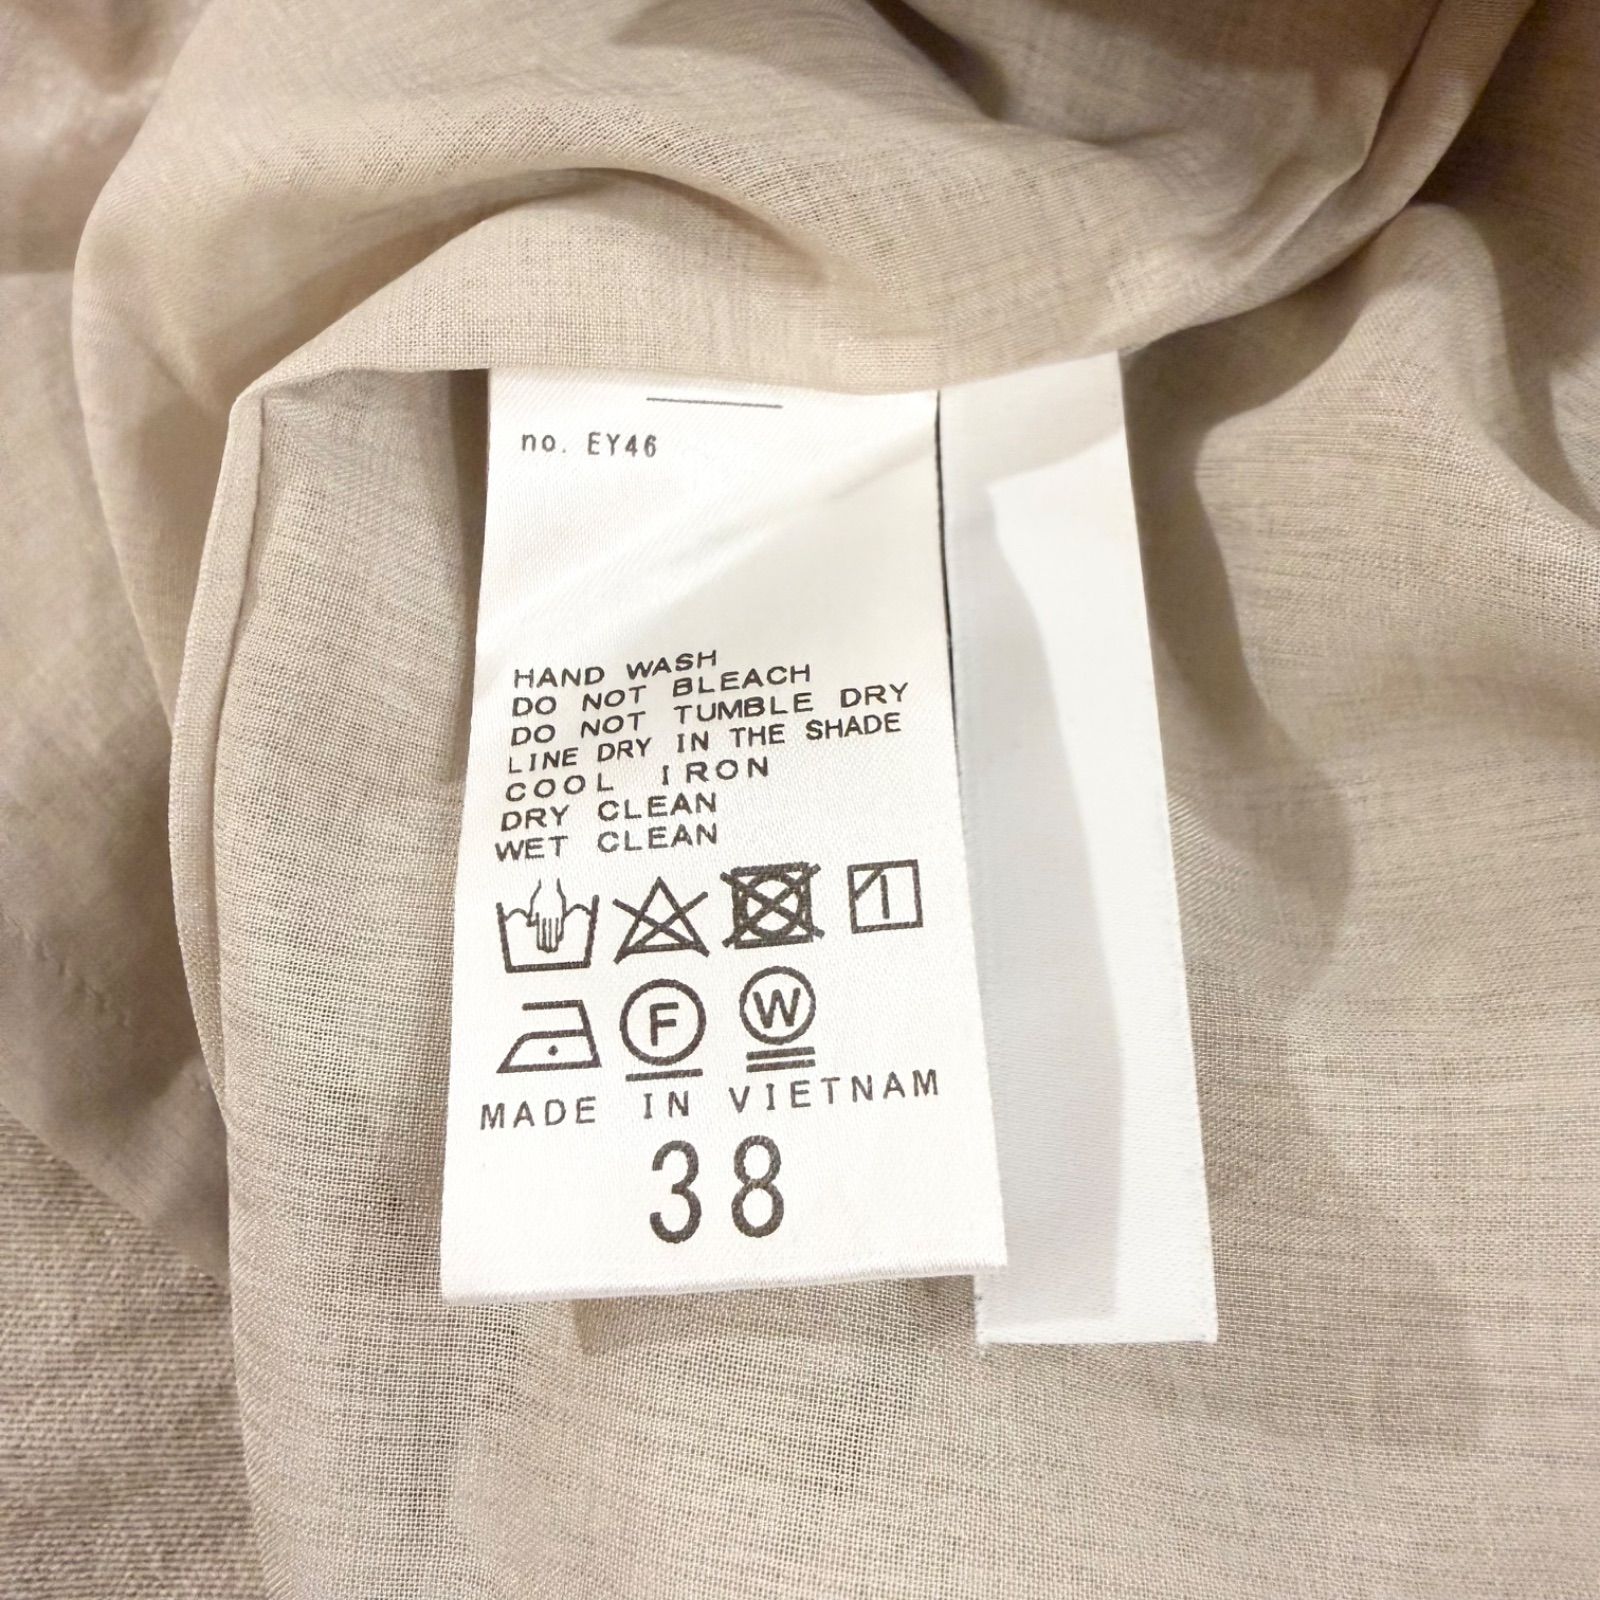 no. EY46
HAND WASH
DO NOT BLEACH
DO NOT TUMBLE DRY
LINE DRY IN THE SHADE
COOL IRON
DRY CLEAN
WET CLEAN
F W
MADE IN VIETNAM
38